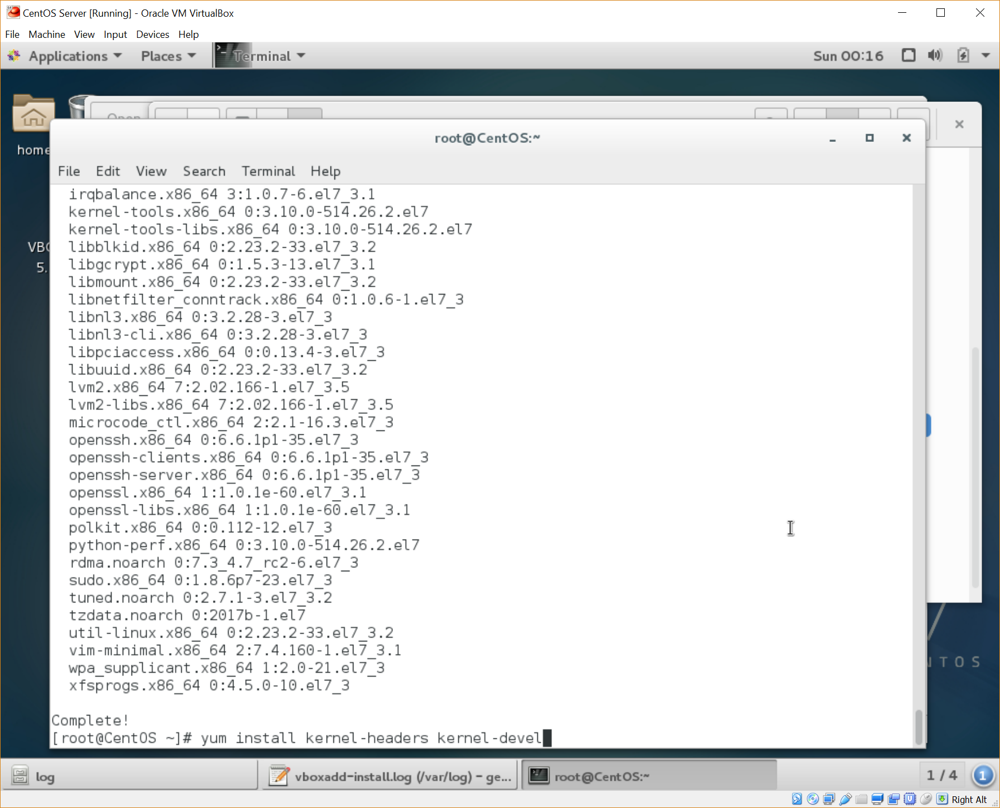 CentOS Server [Running] - Oracle VM VirtualBox
File Machine View Input Devices Help
Applications Places Terminal Sun 00:16
Open
home
VBO
5.
root@CentOS:~
File Edit View Search Terminal Help
irqbalance.x86_64 3:1.0.7-6.el7_3.1
kernel-tools.x86_64 0:3.10.0-514.26.2.el7
kernel-tools-libs.x86_64 0:3.10.0-514.26.2.el7
libblkid.x86_64 0:2.23.2-33.el7_3.2
libgcrypt.x86_64 0:1.5.3-13.el7_3.1
libmount.x86_64 0:2.23.2-33.el7_3.2
libnetfilter_conntrack.x86_64 0:1.0.6-1.el7_3
libnl3.x86_64 0:3.2.28-3.el7_3
libnl3-cli.x86_64 0:3.2.28-3.el7_3
libpciaccess.x86_64 0:0.13.4-3.el7_3
libuuid.x86_64 0:2.23.2-33.el7_3.2
lvm2.x86_64 7:2.02.166-1.el7_3.5
lvm2-libs.x86_64 7:2.02.166-1.el7_3.5
microcode_ctl.x86_64 2:2.1-16.3.el7_3
openssh.x86_64 0:6.6.1p1-35.el7_3
openssh-clients.x86_64 0:6.6.1p1-35.el7_3
openssh-server.x86_64 0:6.6.1p1-35.el7_3
openssl.x86_64 1:1.0.1e-60.el7_3.1
openssl-libs.x86_64 1:1.0.1e-60.el7_3.1
polkit.x86_64 0:0.112-12.el7_3
python-perf.x86_64 0:3.10.0-514.26.2.el7
rdma.noarch 0:7.3_4.7_rc2-6.el7_3
sudo.x86_64 0:1.8.6p7-23.el7_3
tuned.noarch 0:2.7.1-3.el7_3.2
tzdata.noarch 0:2017b-1.el7
util-linux.x86_64 0:2.23.2-33.el7_3.2
vim-minimal.x86_64 2:7.4.160-1.el7_3.1
wpa_supplicant.x86_64 1:2.0-21.el7_3
xfsprogs.x86_64 0:4.5.0-10.el7_3
NTOS
Complete!
[root@CentOS ~]# yum install kernel-headers kernel-devel
log vboxadd-install.log (/var/log) - ge... root@CentOS:~ 1 / 4 1
Right Alt